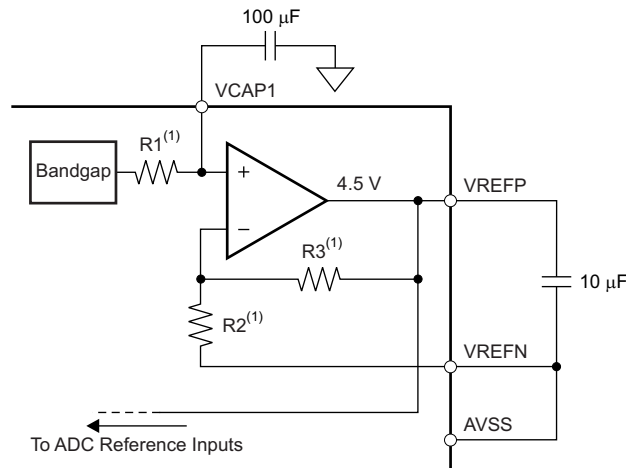 100 μF
VCAP1
R1(1)
Bandgap
+
4.5 V
VREFP
−
R3(1)
10 μF
R2(1)
VREFN
AVSS
To ADC Reference Inputs